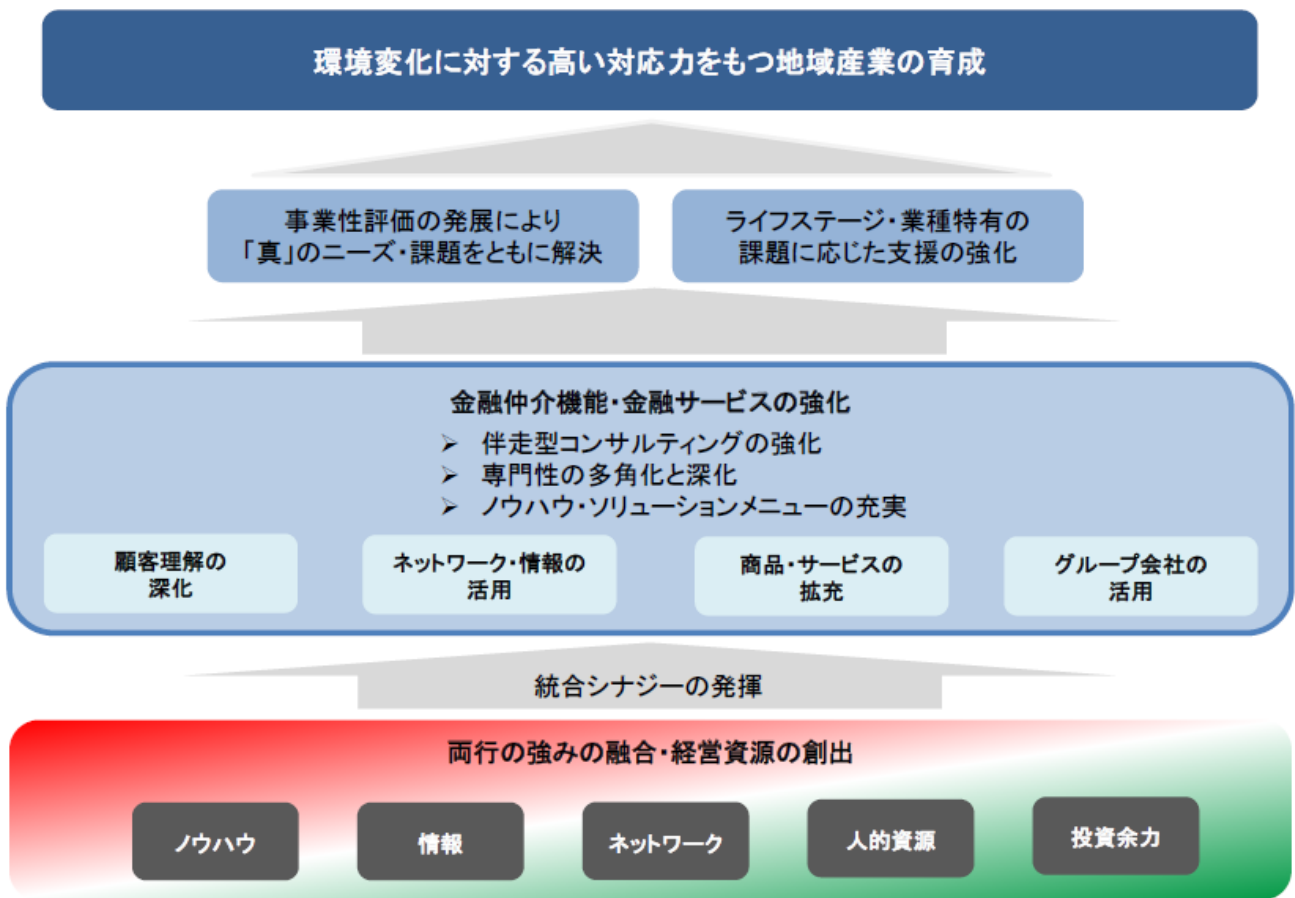 環境変化に対する高い対応力をもつ地域産業の育成
事業性評価の発展により
「真」のニーズ・課題をともに解決
ライフステージ・業種特有の
課題に応じた支援の強化
金融仲介機能・金融サービスの強化
➢ 伴走型コンサルティングの強化
➢ 専門性の多角化と深化
➢ ノウハウ・ソリューションメニューの充実
顧客理解の
深化
ネットワーク・情報の
活用
商品・サービスの
拡充
グループ会社の
活用
統合シナジーの発揮
両行の強みの融合・経営資源の創出
ノウハウ
情報
ネットワーク
人的資源
投資余力